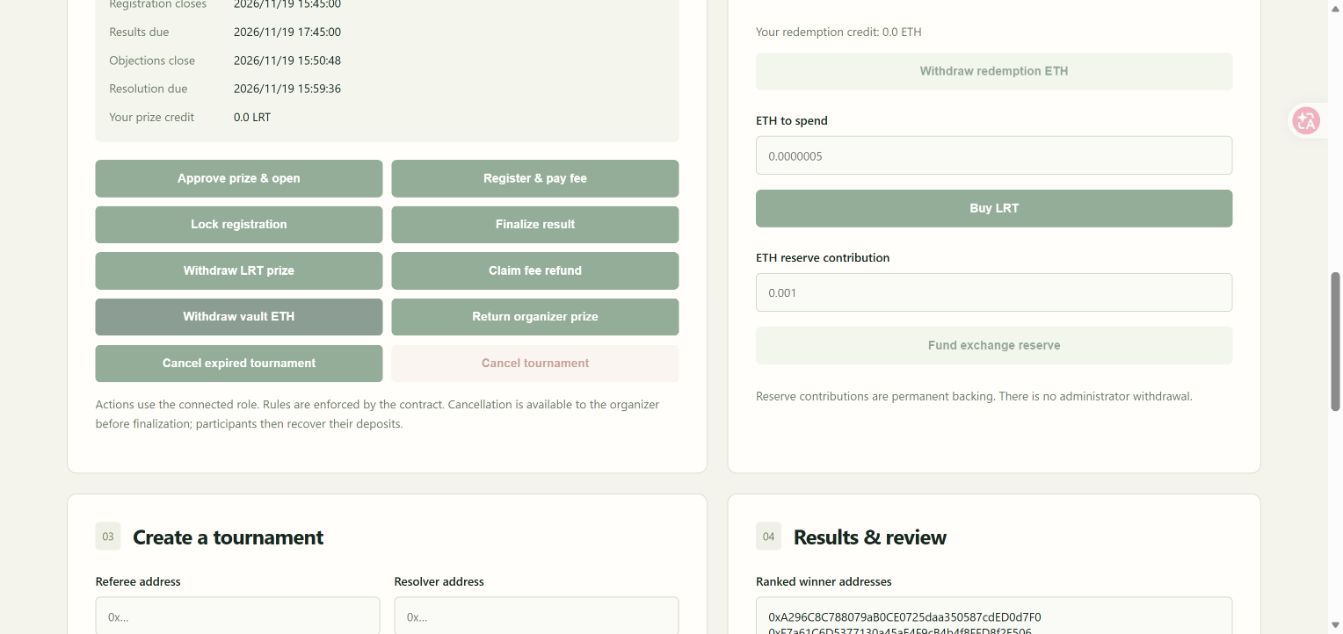 Registration closes 2026/11/19 15:45:00
Results due 2026/11/19 17:45:00
Objections close 2026/11/19 15:50:48
Resolution due 2026/11/19 15:59:36
Your prize credit 0.0 LRT
Approve prize & open Register & pay fee
Lock registration Finalize result
Withdraw LRT prize Claim fee refund
Withdraw vault ETH Return organizer prize
Cancel expired tournament Cancel tournament
Actions use the connected role. Rules are enforced by the contract. Cancellation is available to the organizer
before finalization; participants then recover their deposits.
Your redemption credit: 0.0 ETH
Withdraw redemption ETH
ETH to spend
0.0000005
Buy LRT
ETH reserve contribution
0.001
Fund exchange reserve
Reserve contributions are permanent backing. There is no administrator withdrawal.
03 Create a tournament
Referee address Resolver address
0x... 0x...
04 Results & review
Ranked winner addresses
0xA296C8C788079aB0CE0725daa350587cdED0d7F0